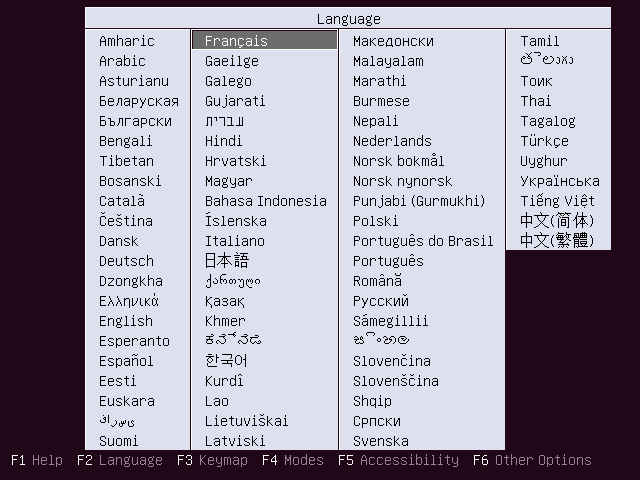 Language
Amharic
Arabic
Asturianu
Беларуская
Български
Bengali
Tibetan
Bosanski
Català
Čeština
Dansk
Deutsch
Dzongkha
Ελληνικά
English
Esperanto
Español
Eesti
Euskara
ﻰﺳﺭﺎﻓ
Suomi
Français
Gaeilge
Galego
Gujarati
עברית
Hindi
Hrvatski
Magyar
Bahasa Indonesia
Íslenska
Italiano
日本語
ქართული
Қазақ
Khmer
ಕನ್ನಡ
한국어
Kurdî
Lao
Lietuviškai
Latviski
Македонски
Malayalam
Marathi
Burmese
Nepali
Nederlands
Norsk bokmål
Norsk nynorsk
Punjabi (Gurmukhi)
Polski
Português do Brasil
Português
Română
Русский
Sámegillii
සිංහල
Slovenčina
Slovenščina
Shqip
Српски
Svenska
Tamil
తెలుగు
Тоик
Thai
Tagalog
Türkçe
Uyghur
Українська
Tiếng Việt
中文(简体)
中文(繁體)
F1 Help F2 Language F3 Keymap F4 Modes F5 Accessibility F6 Other Options